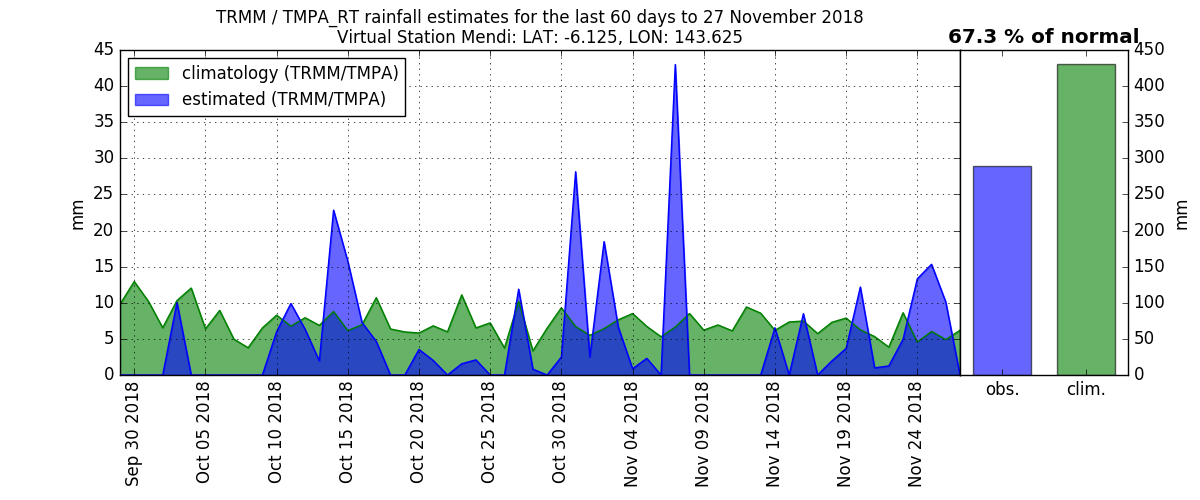 TRMM / TMPA_RT rainfall estimates for the last 60 days to 27 November 2018
Virtual Station Mendi: LAT: -6.125, LON: 143.625
67.3 % of normal
climatology (TRMM/TMPA)
estimated (TRMM/TMPA)
45
40
35
30
25
20
15
10
5
0
mm
450
400
350
300
250
200
150
100
50
0
mm
Sep 30 2018
Oct 05 2018
Oct 10 2018
Oct 15 2018
Oct 20 2018
Oct 25 2018
Oct 30 2018
Nov 04 2018
Nov 09 2018
Nov 14 2018
Nov 19 2018
Nov 24 2018
obs.
clim.